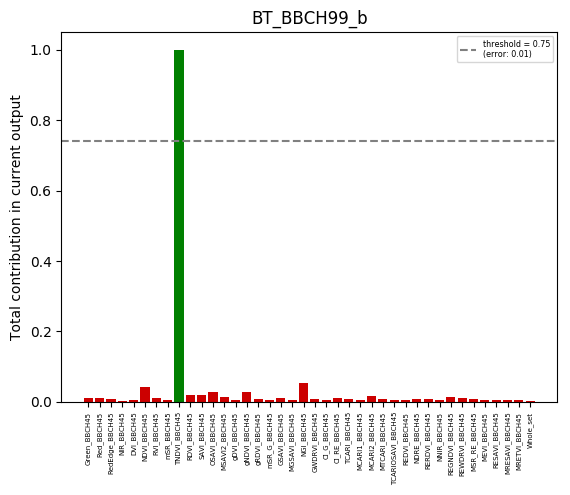 BT_BBCH99_b
threshold = 0.75
(error: 0.01)
Total contribution in current output
1.0
0.8
0.6
0.4
0.2
0.0
Green_BBCH45
Red_BBCH45
RedEdge_BBCH45
NIR_BBCH45
DVI_BBCH45
NDVI_BBCH45
RVI_BBCH45
mSR_BBCH45
TNDVI_BBCH45
RDVI_BBCH45
SAVI_BBCH45
OSAVI_BBCH45
MSAVI2_BBCH45
gDVI_BBCH45
gNDVI_BBCH45
gRDVI_BBCH45
mSR_G_BBCH45
GSAVI_BBCH45
MGSAVI_BBCH45
NGI_BBCH45
GWDRVI_BBCH45
CI_G_BBCH45
CI_RE_BBCH45
TCARI_BBCH45
MCARI1_BBCH45
MCARI2_BBCH45
MTCARI_BBCH45
TCARIOSAVI_BBCH45
REDVI_BBCH45
NDRE_BBCH45
RERDVI_BBCH45
NNIR_BBCH45
REGNDVI_BBCH45
REWDRVI_BBCH45
MSR_RE_BBCH45
MEVI_BBCH45
RESAVI_BBCH45
MRESAVI_BBCH45
MRETVI_BBCH45
Whole_set